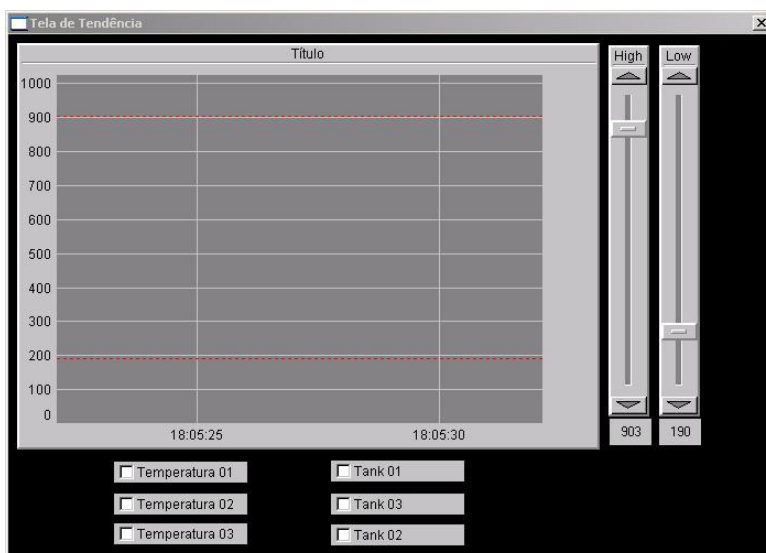 Tela de Tendência
Título
High
Low
1000
900
800
700
600
500
400
300
200
100
0
18:05:25
18:05:30
903
190
Temperatura 01
Tank 01
Temperatura 02
Tank 03
Temperatura 03
Tank 02